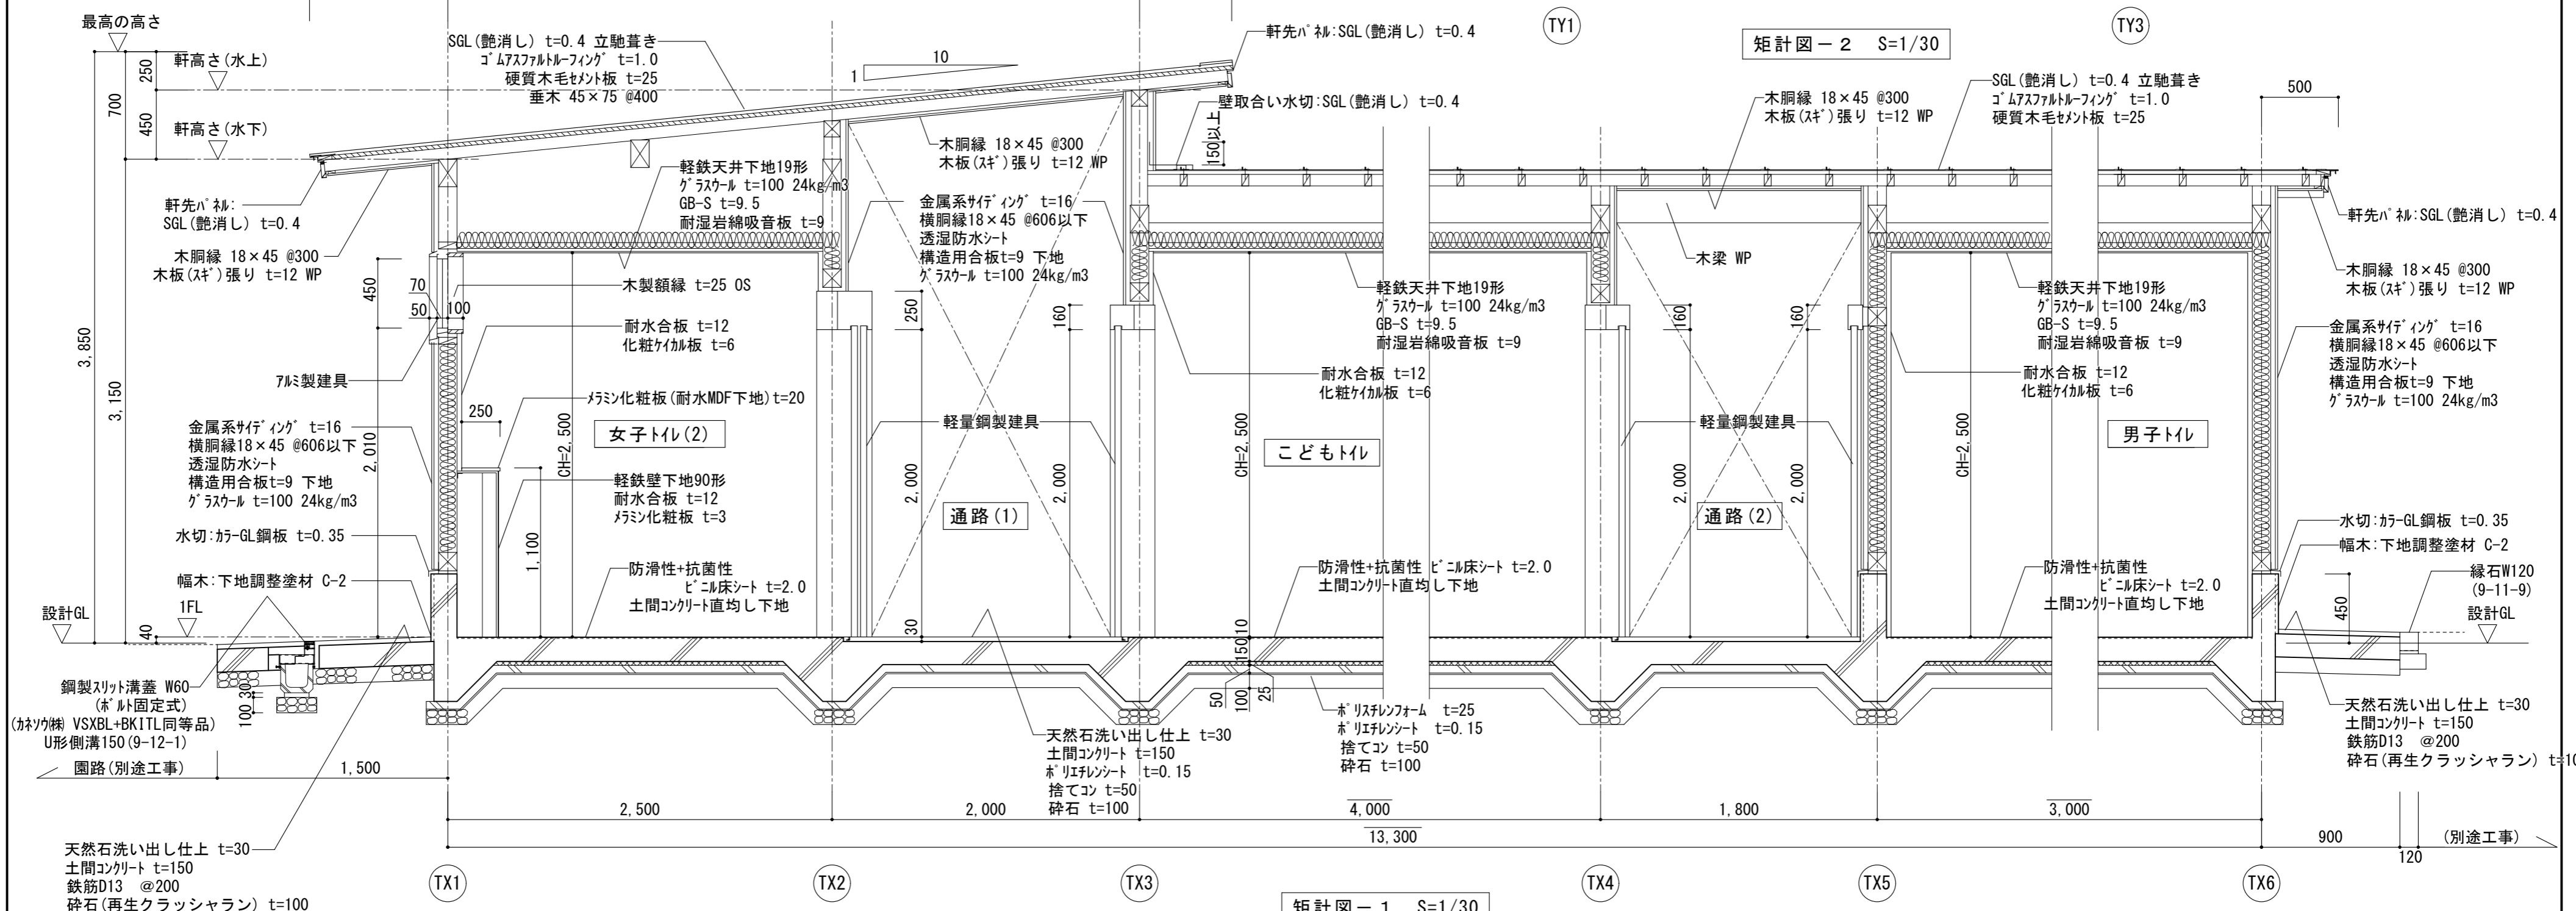 最高の高さ
軒高さ(水上)
軒高さ(水下)
250
450
700
3,850
3,150
SGL(艶消し) t=0.4 立馳葺き
ゴムアスファルトルーフィング t=1.0
硬質木毛セメント板 t=25
垂木 45×75 @400
10
1
軒先パネル:SGL(艶消し) t=0.4
TY1
矩計図－2 S=1/30
TY3
壁取合い水切:SGL(艶消し) t=0.4
150以上
木胴縁 18×45 @300
木板(スギ)張り t=12 WP
木胴縁 18×45 @300
木板(スギ)張り t=12 WP
SGL(艶消し) t=0.4 立馳葺き
ゴムアスファルトルーフィング t=1.0
硬質木毛セメント板 t=25
500
軒先パネル:
SGL(艶消し) t=0.4
木胴縁 18×45 @300
木板(スギ)張り t=12 WP
軽鉄天井下地19形
グラスウール t=100 24kg/m3
GB-S t=9.5
耐湿岩綿吸音板 t=9
金属系サイディング t=16
横胴縁18×45 @606以下
透湿防水シート
構造用合板t=9 下地
グラスウール t=100 24kg/m3
木梁 WP
軒先パネル:SGL(艶消し) t=0.4
木胴縁 18×45 @300
木板(スギ)張り t=12 WP
450
70
50
100
木製額縁 t=25 OS
耐水合板 t=12
化粧ケイカル板 t=6
250
160
軽鉄天井下地19形
グラスウール t=100 24kg/m3
GB-S t=9.5
耐湿岩綿吸音板 t=9
160
160
軽鉄天井下地19形
グラスウール t=100 24kg/m3
GB-S t=9.5
耐湿岩綿吸音板 t=9
金属系サイディング t=16
横胴縁18×45 @606以下
透湿防水シート
構造用合板t=9 下地
グラスウール t=100 24kg/m3
アルミ製建具
耐水合板 t=12
化粧ケイカル板 t=6
耐水合板 t=12
化粧ケイカル板 t=6
メラミン化粧板(耐水MDF下地)t=20
250
女子トイレ(2)
軽量鋼製建具
こどもトイレ
軽量鋼製建具
男子トイレ
金属系サイディング t=16
横胴縁18×45 @606以下
透湿防水シート
構造用合板t=9 下地
グラスウール t=100 24kg/m3
2,010
CH=2,500
2,000
2,000
CH=2,500
2,000
2,000
CH=2,500
軽鉄壁下地90形
耐水合板 t=12
メラミン化粧板 t=3
通路(1)
通路(2)
1,100
水切:カラーGL鋼板 t=0.35
幅木:下地調整塗材 C-2
水切:カラーGL鋼板 t=0.35
幅木:下地調整塗材 C-2
防滑性+抗菌性
ビニル床シート t=2.0
土間コンクリート直均し下地
防滑性+抗菌性 ビニル床シート t=2.0
土間コンクリート直均し下地
防滑性+抗菌性
ビニル床シート t=2.0
土間コンクリート直均し下地
450
縁石W120
(9-11-9)
設計GL
設計GL
1FL
40
30
10
150
50
100
25
鋼製スリット溝蓋 W60
(ボルト固定式)
(カネソウ㈱ VSXBL+BKITL同等品)
U形側溝150(9-12-1)
30
100
園路(別途工事)
1,500
天然石洗い出し仕上 t=30
土間コンクリート t=150
ポリエチレンシート t=0.15
捨てコン t=50
砕石 t=100
ポリスチレンフォーム t=25
ポリエチレンシート t=0.15
捨てコン t=50
砕石 t=100
天然石洗い出し仕上 t=30
土間コンクリート t=150
鉄筋D13 @200
砕石(再生クラッシャラン) t=10
2,500
2,000
4,000
1,800
3,000
13,300
900
120
(別途工事)
天然石洗い出し仕上 t=30
土間コンクリート t=150
鉄筋D13 @200
砕石(再生クラッシャラン) t=100
TX1
TX2
TX3
TX4
TX5
TX6
矩計図－1 S=1/30